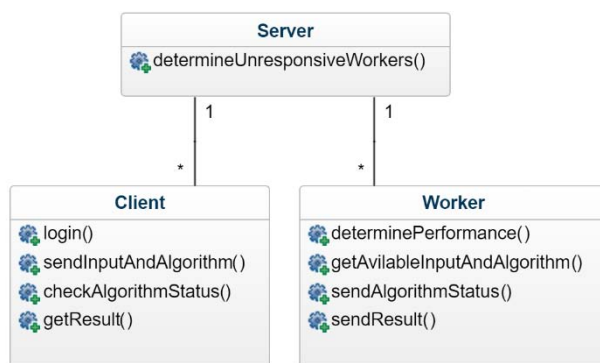 Server
determineUnresponsiveWorkers()
1
1
*
*
Client
login()
sendInputAndAlgorithm()
checkAlgorithmStatus()
getResult()
Worker
determinePerformance()
getAvilableInputAndAlgorithm()
sendAlgorithmStatus()
sendResult()